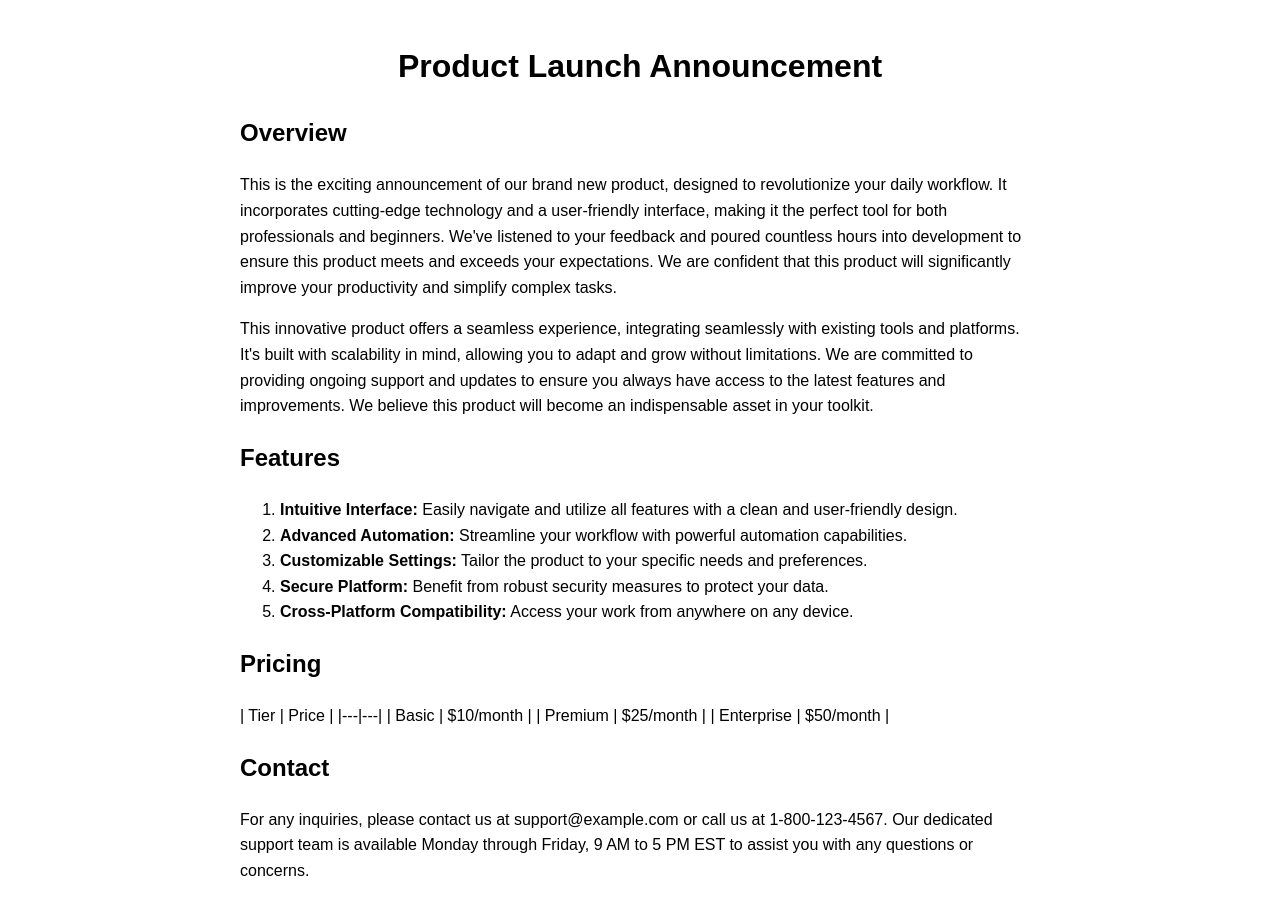 Product Launch Announcement
Overview
This is the exciting announcement of our brand new product, designed to revolutionize your daily workflow. It
incorporates cutting-edge technology and a user-friendly interface, making it the perfect tool for both
professionals and beginners. We've listened to your feedback and poured countless hours into development to
ensure this product meets and exceeds your expectations. We are confident that this product will significantly
improve your productivity and simplify complex tasks.
This innovative product offers a seamless experience, integrating seamlessly with existing tools and platforms.
It's built with scalability in mind, allowing you to adapt and grow without limitations. We are committed to
providing ongoing support and updates to ensure you always have access to the latest features and
improvements. We believe this product will become an indispensable asset in your toolkit.
Features
1. Intuitive Interface: Easily navigate and utilize all features with a clean and user-friendly design.
2. Advanced Automation: Streamline your workflow with powerful automation capabilities.
3. Customizable Settings: Tailor the product to your specific needs and preferences.
4. Secure Platform: Benefit from robust security measures to protect your data.
5. Cross-Platform Compatibility: Access your work from anywhere on any device.
Pricing
| Tier | Price | |---|---| | Basic | $10/month | | Premium | $25/month | | Enterprise | $50/month |
Contact
For any inquiries, please contact us at support@example.com or call us at 1-800-123-4567. Our dedicated
support team is available Monday through Friday, 9 AM to 5 PM EST to assist you with any questions or
concerns.